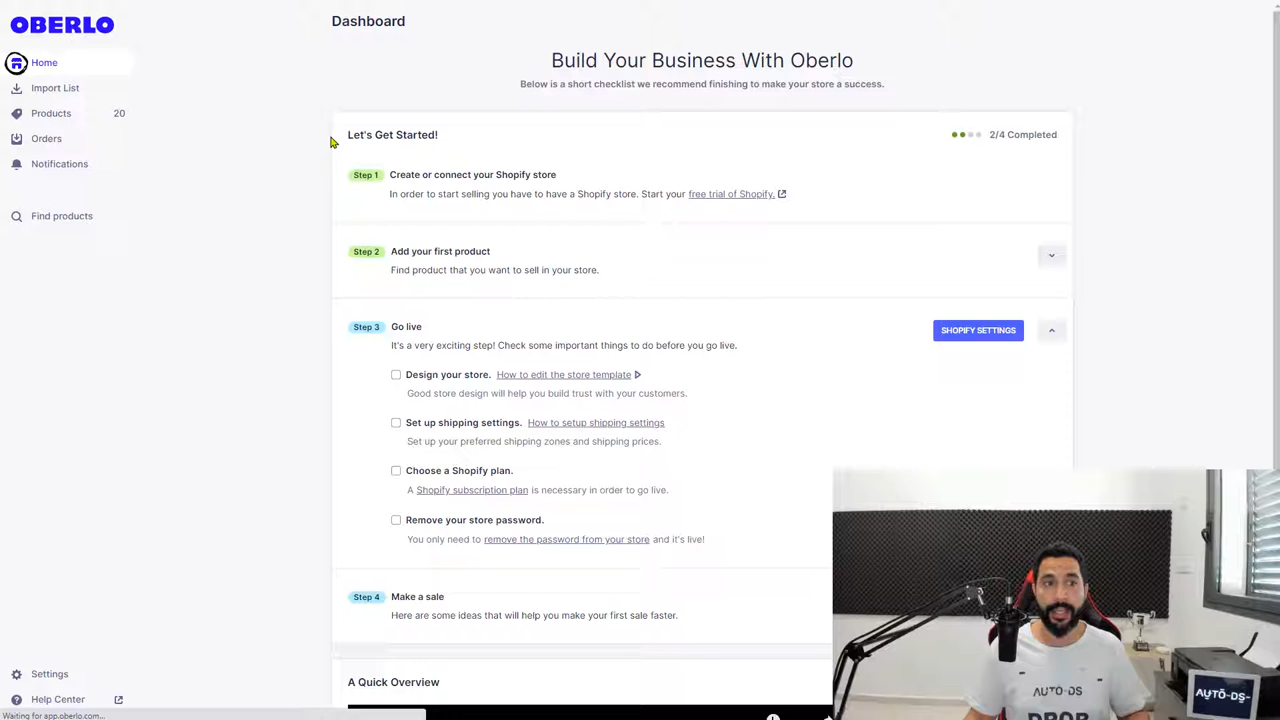 OBERLO
Dashboard
Home
Import List
Products 20
Orders
Notifications
Find products
Build Your Business With Oberlo
Below is a short checklist we recommend finishing to make your store a success.
Let's Get Started!
2/4 Completed
Step 1 Create or connect your Shopify store
In order to start selling you have to have a Shopify store. Start your free trial of Shopify.
Step 2 Add your first product
Find product that you want to sell in your store.
Step 3 Go live
SHOPIFY SETTINGS
It's a very exciting step! Check some important things to do before you go live.
Design your store. How to edit the store template
Good store design will help you build trust with your customers.
Set up shipping settings. How to setup shipping settings
Set up your preferred shipping zones and shipping prices.
Choose a Shopify plan.
A Shopify subscription plan is necessary in order to go live.
Remove your store password.
You only need to remove the password from your store and it's live!
Step 4 Make a sale
Here are some ideas that will help you make your first sale faster.
A Quick Overview
Settings
Help Center
Waiting for app.oberlo.com...
AUTO-DS
DROP
AUTO-DS